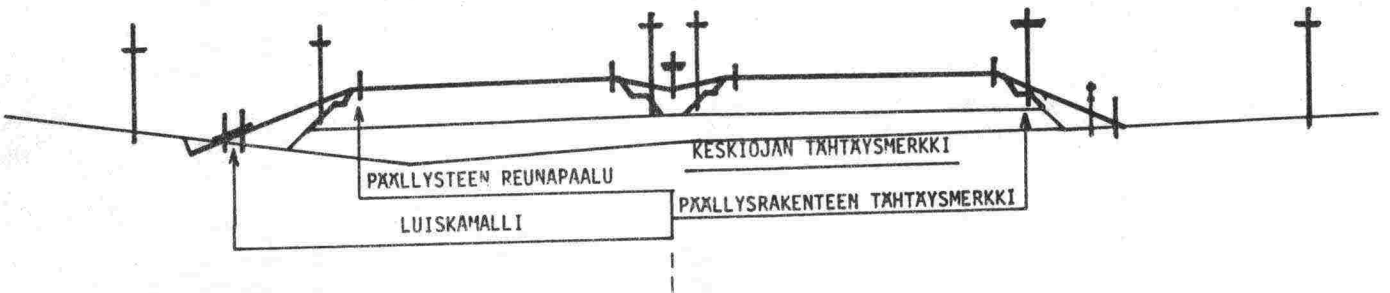 KESKIOJAN TÄHTÄYSMERKKI
PÄÄLLYSTEEN REUNAPAALU
PÄÄLLYSRAKENTEEN TÄHTÄYSMERKKI
LUISKAMALLI